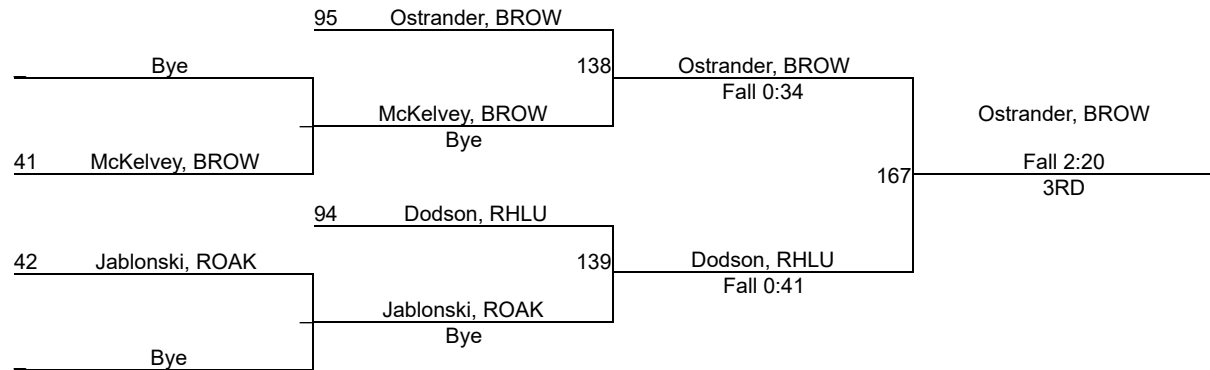 95 Ostrander, BROW
Bye
138 Ostrander, BROW
Fall 0:34
McKelvey, BROW
Bye
Ostrander, BROW
41 McKelvey, BROW
167 Fall 2:20
3RD
94 Dodson, RHLU
42 Jablonski, ROAK
139 Dodson, RHLU
Fall 0:41
Jablonski, ROAK
Bye
Bye